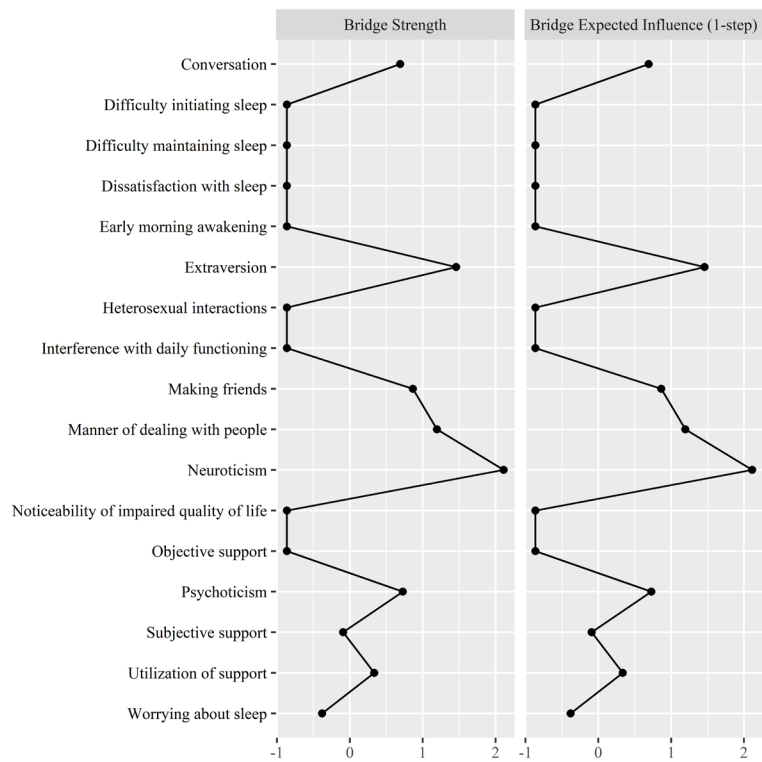 Bridge Strength
Bridge Expected Influence (1-step)
Conversation
Difficulty initiating sleep
Difficulty maintaining sleep
Dissatisfaction with sleep
Early morning awakening
Extraversion
Heterosexual interactions
Interference with daily functioning
Making friends
Manner of dealing with people
Neuroticism
Noticeability of impaired quality of life
Objective support
Psychoticism
Subjective support
Utilization of support
Worrying about sleep
-1 0 1 2 -1 0 1 2